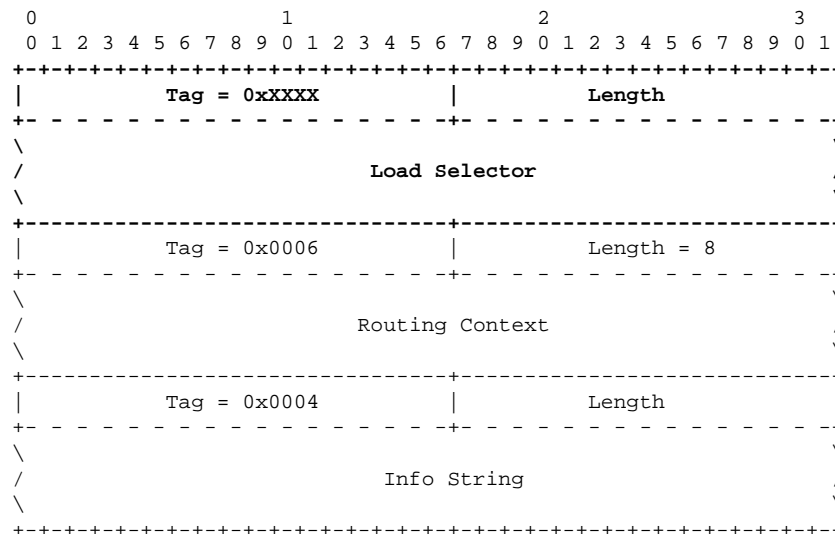 0 1 2 3
0 1 2 3 4 5 6 7 8 9 0 1 2 3 4 5 6 7 8 9 0 1 2 3 4 5 6 7 8 9 0 1
+-+-+-+-+-+-+-+-+-+-+-+-+-+-+-+-+-+-+-+-+-+-+-+-+-+-+-+-+-+-+-+-
| Tag = 0xXXXX | Length
+- - - - - - - - - - - - - - - - -+- - - - - - - - - - - - - - --
\ \
/ Load Selector /
\ \
+---------------------------------+------------------------------
| Tag = 0x0006 | Length = 8
+- - - - - - - - - - - - - - - - -+- - - - - - - - - - - - - - --
\ \
/ Routing Context /
\ \
+---------------------------------+------------------------------
| Tag = 0x0004 | Length
+- - - - - - - - - - - - - - - - -+- - - - - - - - - - - - - - --
\ \
/ Info String /
\ \
+-+-+-+-+-+-+-+-+-+-+-+-+-+-+-+-+-+-+-+-+-+-+-+-+-+-+-+-+-+-+-+-